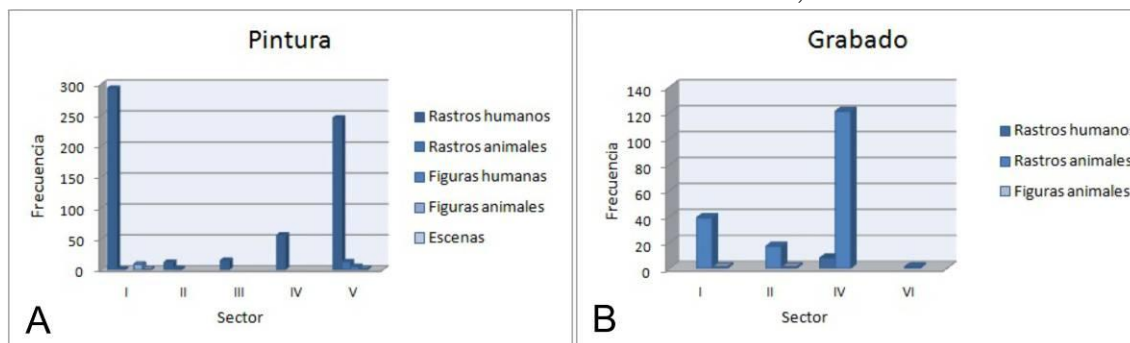 Pintura
300
250
200
150
100
50
0
Frecuencia
I II III IV V
Sector
Rastros humanos
Rastros animales
Figuras humanas
Figuras animales
Escenas
A
Grabado
140
120
100
80
60
40
20
0
Frecuencia
I II IV VI
Sector
Rastros humanos
Rastros animales
Figuras animales
B